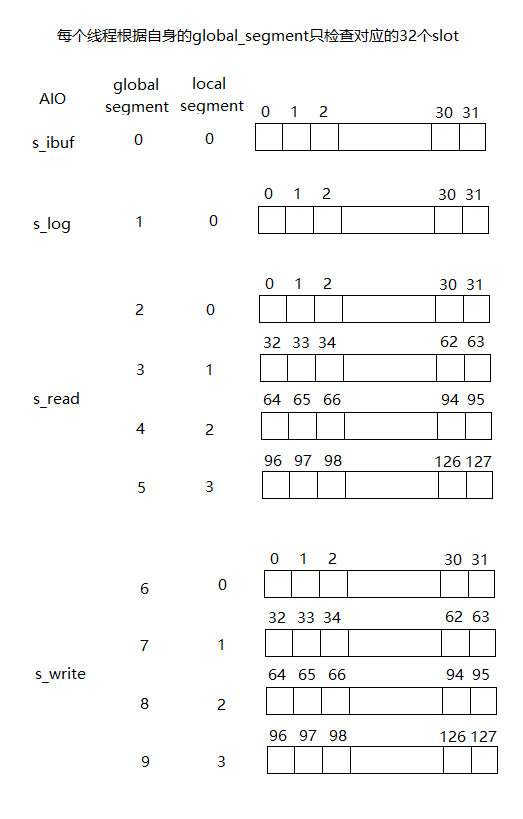 每个线程根据自身的global_segment只检查对应的32个slot
AIO global segment local segment
s_ibuf 0 0 0 1 2 30 31
s_log 1 0 0 1 2 30 31
s_read
2 0 0 1 2 30 31
3 1 32 33 34 62 63
4 2 64 65 66 94 95
5 3 96 97 98 126 127
s_write
6 0 0 1 2 30 31
7 1 32 33 34 62 63
8 2 64 65 66 94 95
9 3 96 97 98 126 127